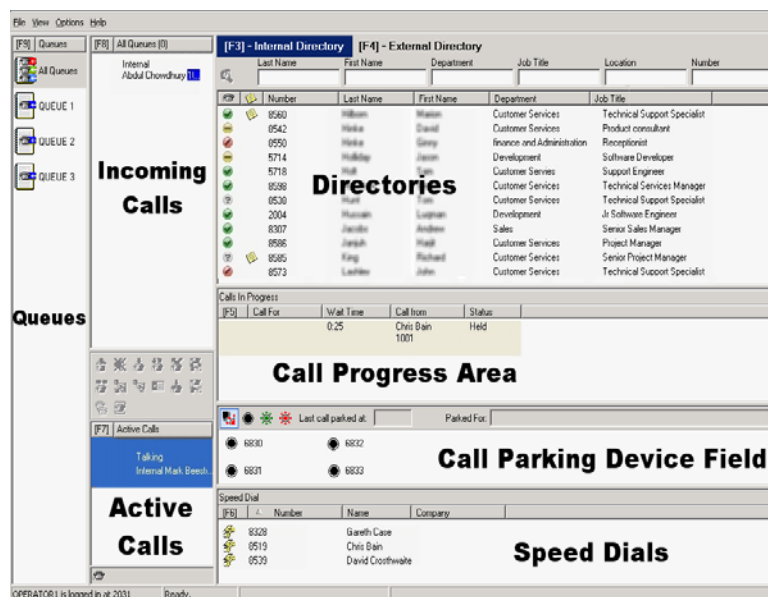 File View Options Help
[F9] Queues
All Queues
QUEUE 1
QUEUE 2
QUEUE 3
Queues
[F8] All Queues (0)
Internal
Abdul Chowdhury
Incoming
Calls
[F7] Active Calls
Talking
Internal Mark
Active
Calls
[F3] - Internal Directory [F4] - External Directory
Last Name First Name Department Job Title Location Number
Number Last Name First Name Department Job Title
8560 Customer Services Technical Support Specialist
8542 Customer Services Product consultant
8550 finance and Administration Receptionist
5714 Development Software Developer
5718 Customer Servies Support Engineer
8598 Customer Services Technical Services Manager
8530 Customer Services Technical Support Specialist
2004 Development Jr Software Engineer
8307 Sales Senior Sales Manager
8586 Customer Services Project Manager
8585 Customer Services Senior Project Manager
8573 Customer Services Technical Support Specialist
Directories
Calls In Progress
[F5] Call For Wait Time Call from Status
0:25 Chris Bain Held
1001
Call Progress Area
Last call parked at: Parked For:
6830 6832
6831 6833
Call Parking Device Field
Speed Dial
[F6] Number Name Company
8328 Gareth Case
8519 Chris Bain
8539 David Crosthwaite
Speed Dials
OPERATOR1 is logged in at 2031 Ready.